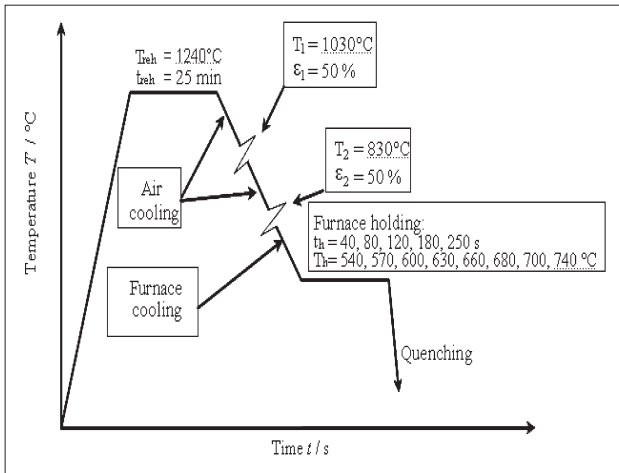 Treh = 1240°C
treh = 25 min
T1 = 1030°C
ε1 = 50 %
T2 = 830°C
ε2 = 50 %
Air
cooling
Furnace holding:
th = 40, 80, 120, 180, 250 s
Th = 540, 570, 600, 630, 660, 680, 700, 740 °C
Furnace
cooling
Quenching
Temperature T / °C
Time t / s